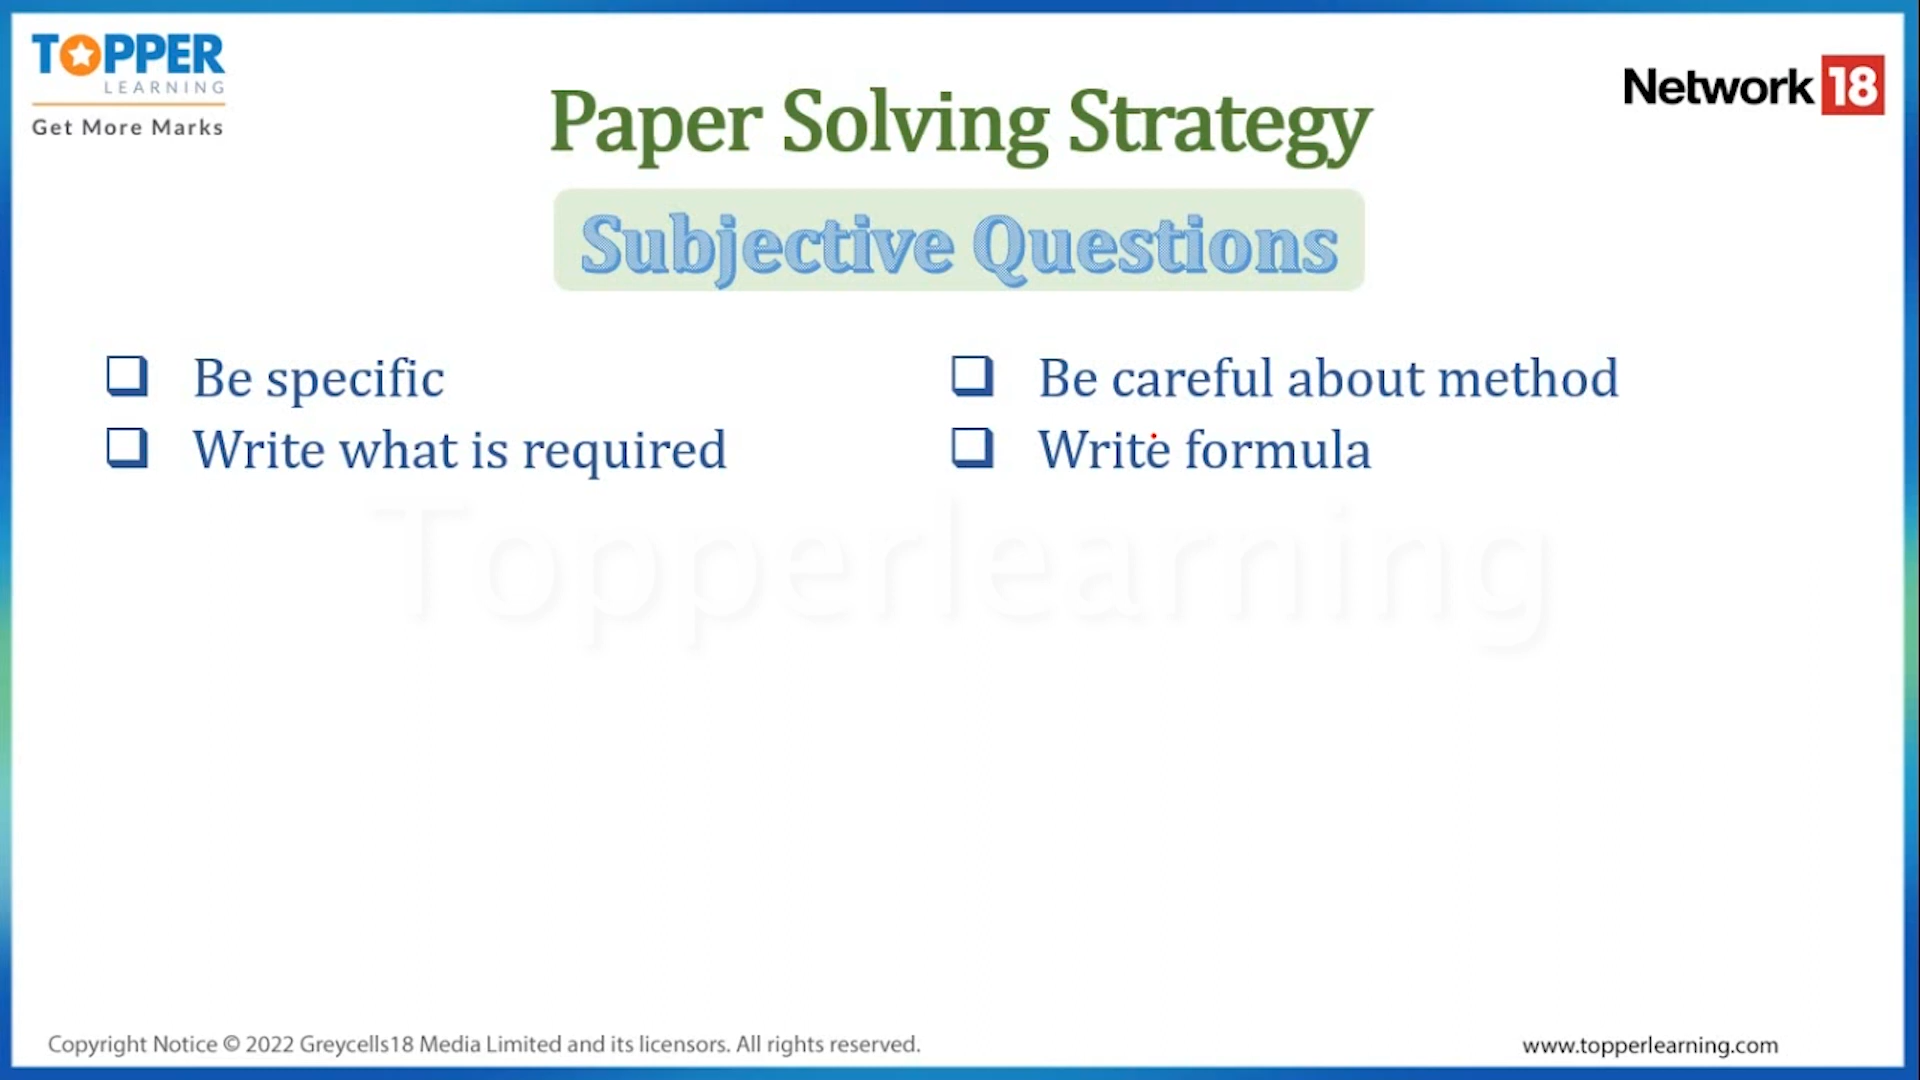 TOPPER
LEARNING
Get More Marks
Network 18
Paper Solving Strategy
Subjective Questions
Be specific
Write what is required
Be careful about method
Write formula
Topperlearning
Copyright Notice © 2022 Greycells18 Media Limited and its licensors. All rights reserved.
www.topperlearning.com